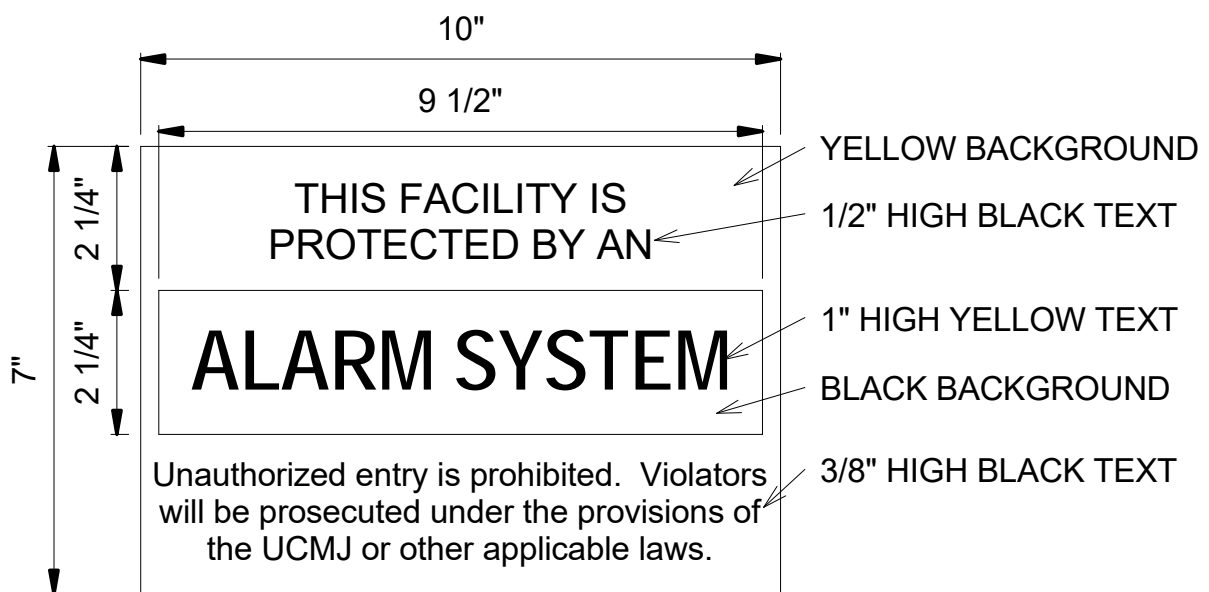 10"
9 1/2"
YELLOW BACKGROUND
THIS FACILITY IS
2 1/4"
1/2" HIGH BLACK TEXT
PROTECTED BY AN
1" HIGH YELLOW TEXT
7"
2 1/4"
ALARM SYSTEM
BLACK BACKGROUND
Unauthorized entry is prohibited.  Violators
3/8" HIGH BLACK TEXT
will be prosecuted under the provisions of
the UCMJ or other applicable laws.